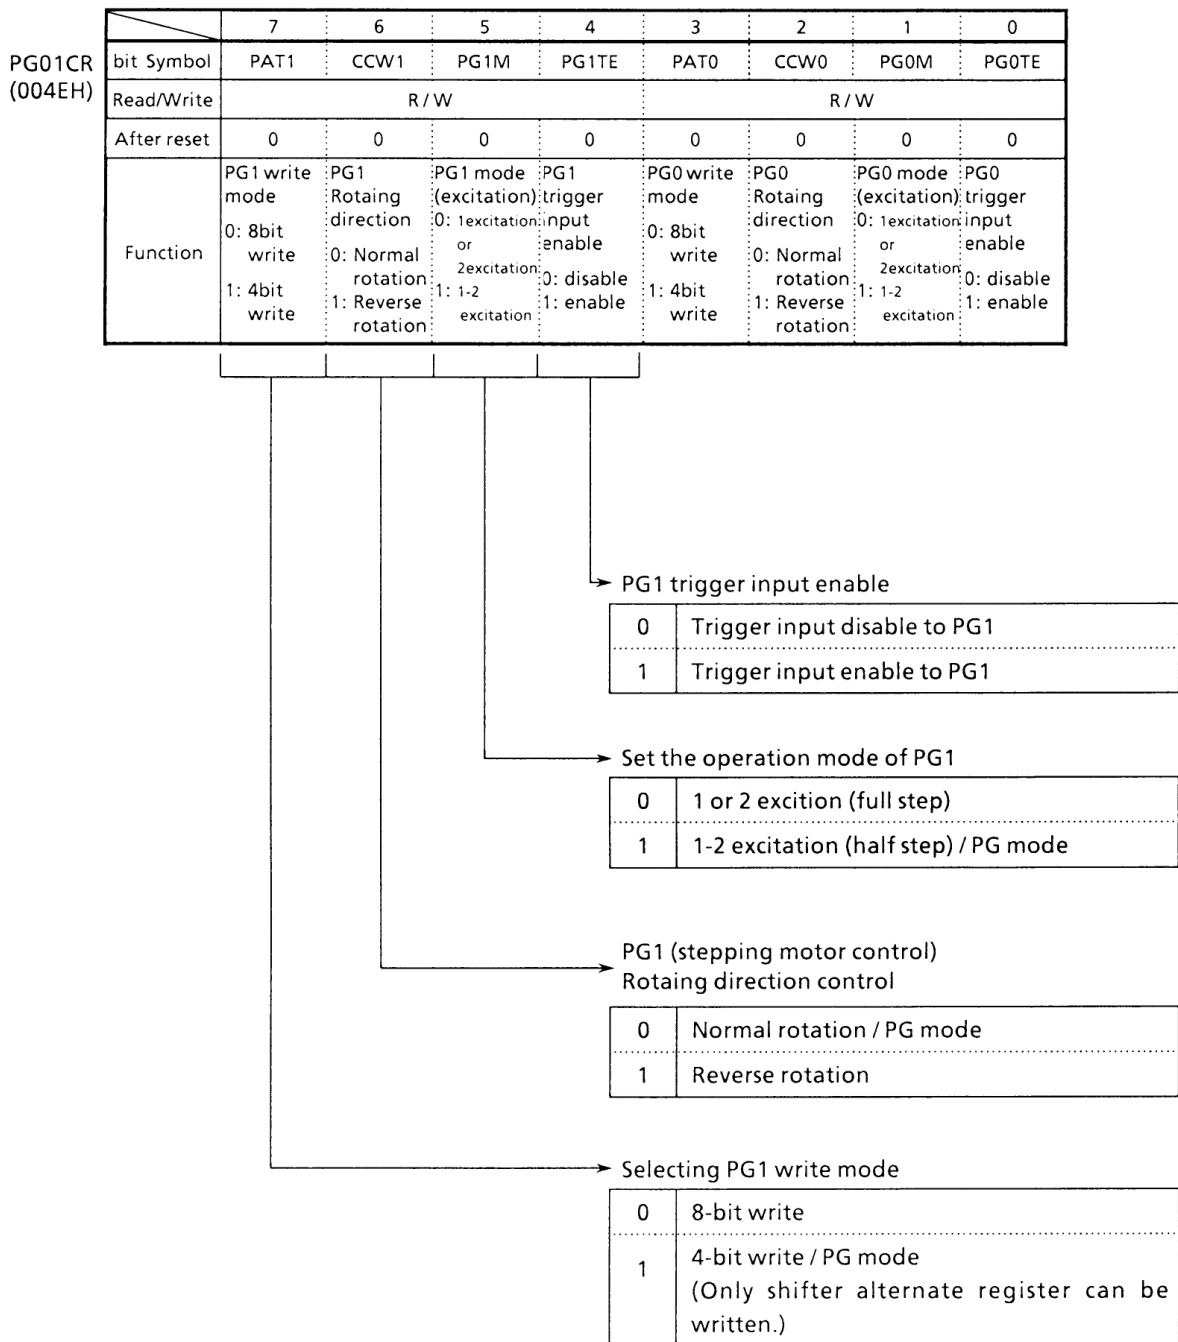 7 6 5 4 3 2 1 0
PG01CR
(004EH)
bit Symbol PAT1 CCW1 PG1M PG1TE PAT0 CCW0 PG0M PG0TE
Read/Write R / W R / W
After reset 0 0 0 0 0 0 0 0
Function
PG1 write
mode
0: 8bit
write
1: 4bit
write
PG1
Rotaing
direction
0: Normal
rotation
1: Reverse
rotation
PG1 mode
(excitation)
0: 1excitation
or
2excitation
1: 1-2
excitation
PG1
trigger
input
enable
0: disable
1: enable
PG0 write
mode
0: 8bit
write
1: 4bit
write
PG0
Rotaing
direction
0: Normal
rotation
1: Reverse
rotation
PG0 mode
(excitation)
0: 1excitation
or
2excitation
1: 1-2
excitation
PG0
trigger
input
enable
0: disable
1: enable
PG1 trigger input enable
0 Trigger input disable to PG1
1 Trigger input enable to PG1
Set the operation mode of PG1
0 1 or 2 excition (full step)
1 1-2 excitation (half step) / PG mode
PG1 (stepping motor control)
Rotaing direction control
0 Normal rotation / PG mode
1 Reverse rotation
Selecting PG1 write mode
0 8-bit write
1 4-bit write / PG mode
(Only shifter alternate register can be
written.)